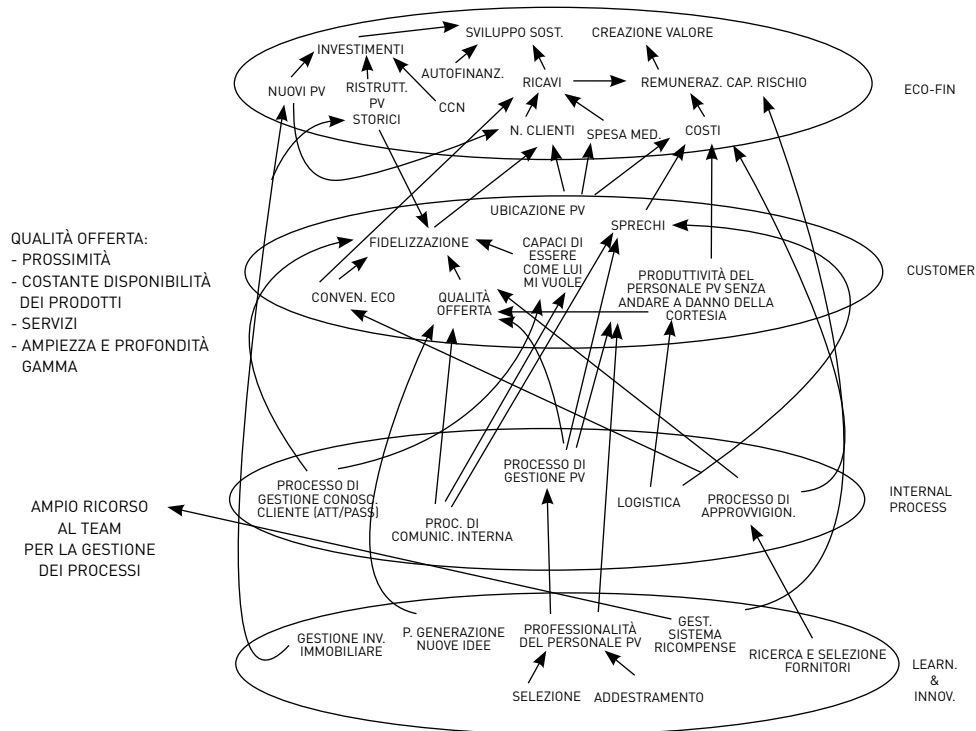 SVILUPPO SOST.
CREAZIONE VALORE
INVESTIMENTI
AUTOFINANZ.
RICAVI
REMUNERAZ. CAP. RISCHIO
NUOVI PV
RISTRUTT.
PV
STORICI
CCN
ECO-FIN
N. CLIENTI
SPESA MED.
COSTI
UBICAZIONE PV
SPRECHI
FIDELIZZAZIONE
CAPACI DI
ESSERE
COME LUI
MI VUOLE
CUSTOMER
QUALITÀ OFFERTA:
- PROSSIMITÀ
- COSTANTE DISPONIBILITÀ
DEI PRODOTTI
- SERVIZI
- AMPIEZZA E PROFONDITÀ
GAMMA
CONVEN. ECO
QUALITÀ
OFFERTA
PRODUTTIVITÀ DEL
PERSONALE PV SENZA
ANDARE A DANNO DELLA
CORTESIA
PROCESSO DI
GESTIONE CONOSC.
CLIENTE (ATT/PASS)
PROC. DI
COMUNIC. INTERNA
PROCESSO DI
GESTIONE PV
LOGISTICA
PROCESSO DI
APPROVVIGION.
INTERNAL
PROCESS
AMPIO RICORSO
AL TEAM
PER LA GESTIONE
DEI PROCESSI
GESTIONE INV.
IMMOBILIARE
P. GENERAZIONE
NUOVE IDEE
PROFESSIONALITÀ
DEL PERSONALE PV
GEST.
SISTEMA
RICOMPENSE
RICERCA E SELEZIONE
FORNITORI
LEARN.
&
INNOV.
SELEZIONE
ADDESTRAMENTO